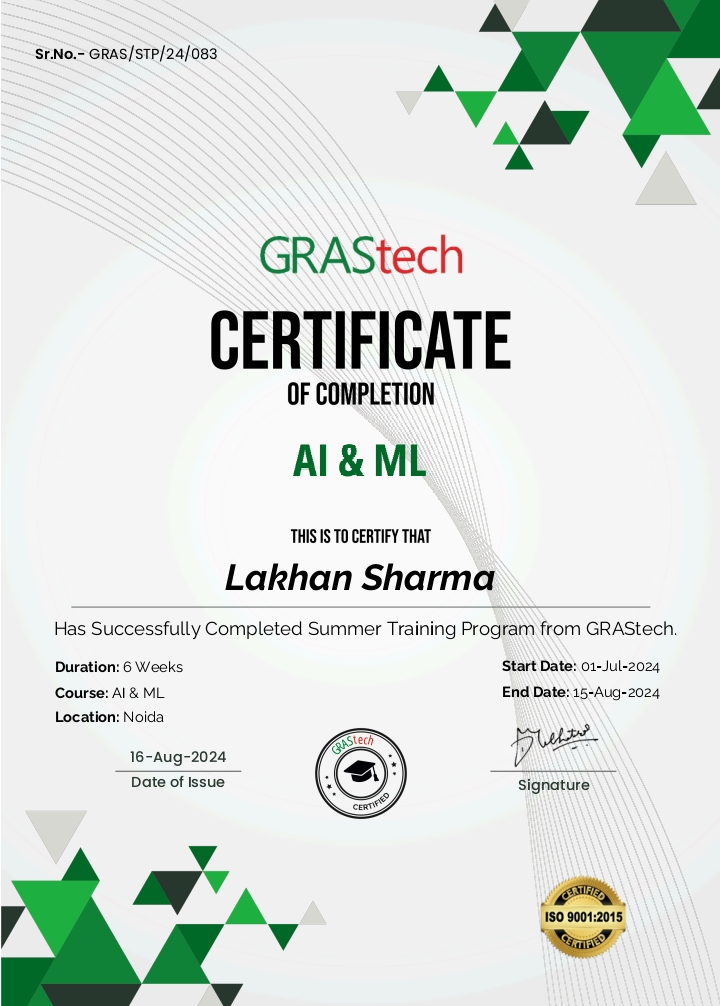 Sr.No.- GRAS/STP/24/083
GRAStech
CERTIFICATE
OF COMPLETION
AI & ML
THIS IS TO CERTIFY THAT
Lakhan Sharma
Has Successfully Completed Summer Training Program from GRAStech.
Duration: 6 Weeks
Start Date: 01-Jul-2024
Course: AI & ML
End Date: 15-Aug-2024
Location: Noida
16-Aug-2024
Date of Issue
GRAStech
CERTIFIED
Signature
CERTIFIED
ISO 9001:2015
CERTIFIED